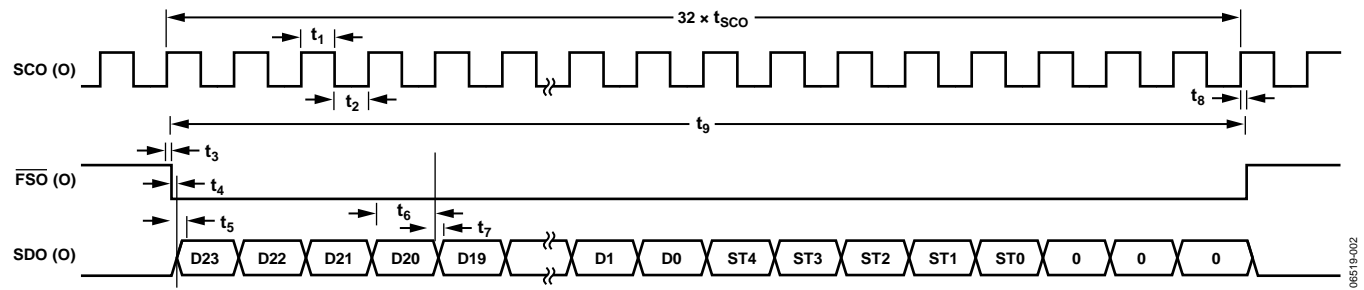 32 × tSCO
t1
SCO (O)
t2
t8
t9
t3
FSO (O)
t4
t6
t5
t7
SDO (O)
D23 D22 D21 D20 D19 D1 D0 ST4 ST3 ST2 ST1 ST0 0 0 0
06519-002